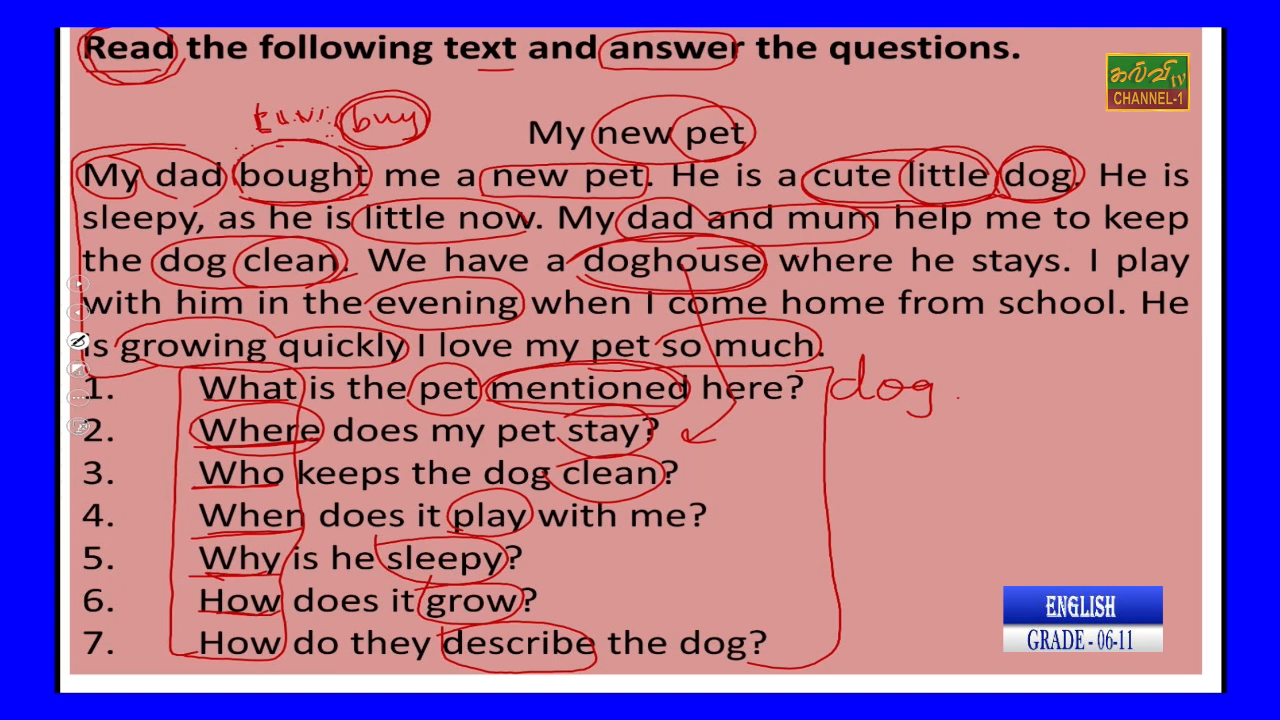 Read the following text and answer the questions.
கல்வி TV
CHANNEL-1
buy
My new pet
My dad bought me a new pet. He is a cute little dog. He is
sleepy, as he is little now. My dad and mum help me to keep
the dog clean. We have a doghouse where he stays. I play
with him in the evening when I come home from school. He
is growing quickly I love my pet so much.
1. What is the pet mentioned here? dog.
2. Where does my pet stay?
3. Who keeps the dog clean?
4. When does it play with me?
5. Why is he sleepy?
6. How does it grow?
7. How do they describe the dog?
ENGLISH
GRADE - 06-11